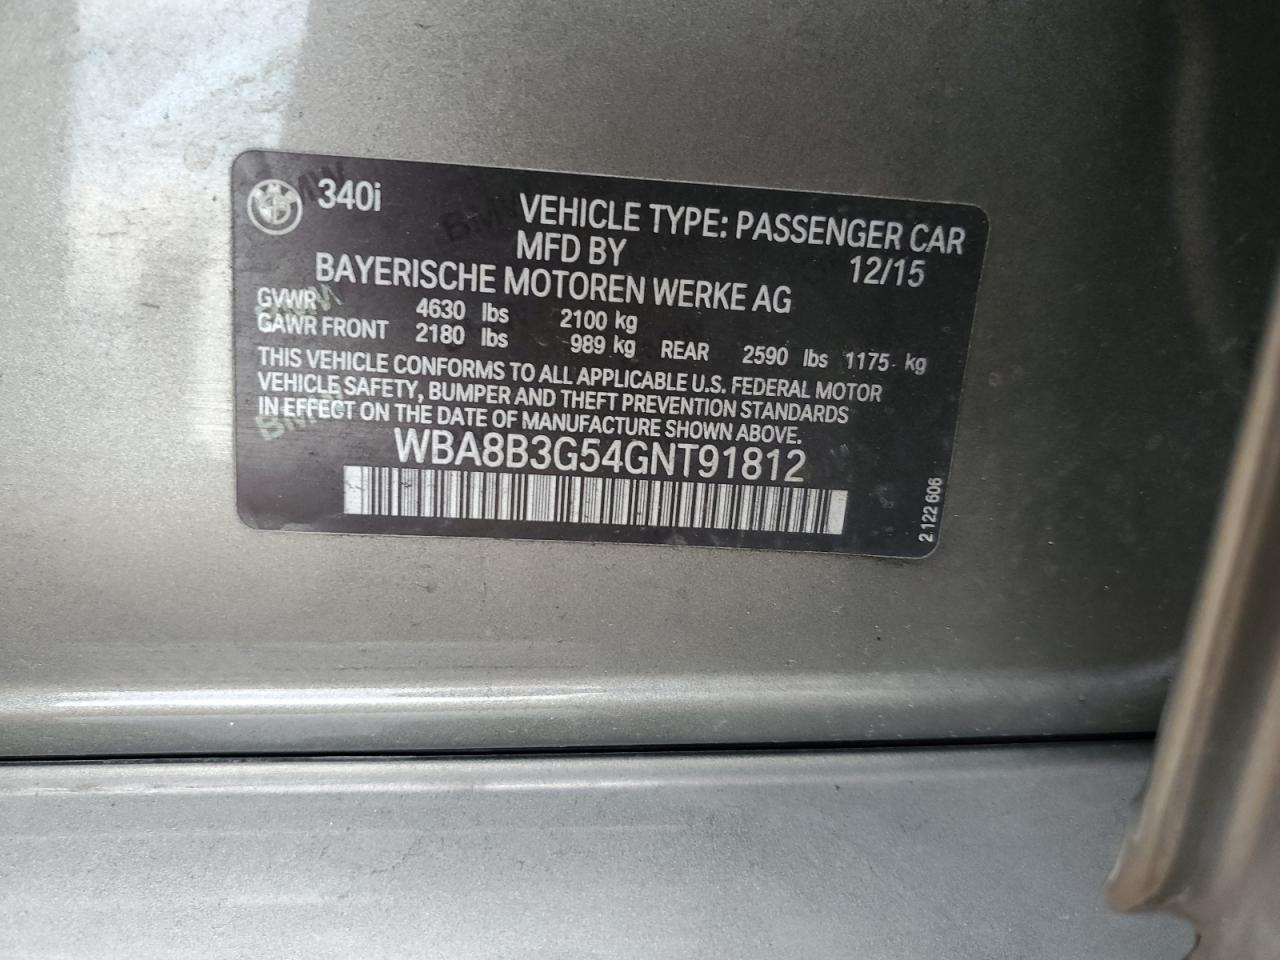 340i
VEHICLE TYPE: PASSENGER CAR
MFD BY 12/15
BAYERISCHE MOTOREN WERKE AG
GVWR 4630 lbs 2100 kg
GAWR FRONT 2180 lbs 989 kg REAR 2590 lbs 1175 kg
THIS VEHICLE CONFORMS TO ALL APPLICABLE U.S. FEDERAL MOTOR
VEHICLE SAFETY, BUMPER AND THEFT PREVENTION STANDARDS
IN EFFECT ON THE DATE OF MANUFACTURE SHOWN ABOVE.
WBA8B3G54GNT91812
2 122 606
BMW
BMW
BMW